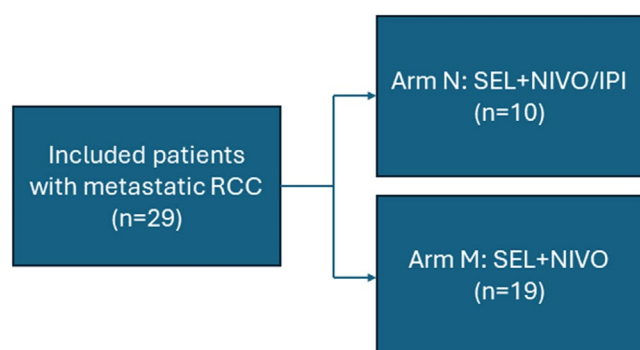 Included patients
with metastatic RCC
(n=29)
Arm N: SEL+NIVO/IPI
(n=10)
Arm M: SEL+NIVO
(n=19)